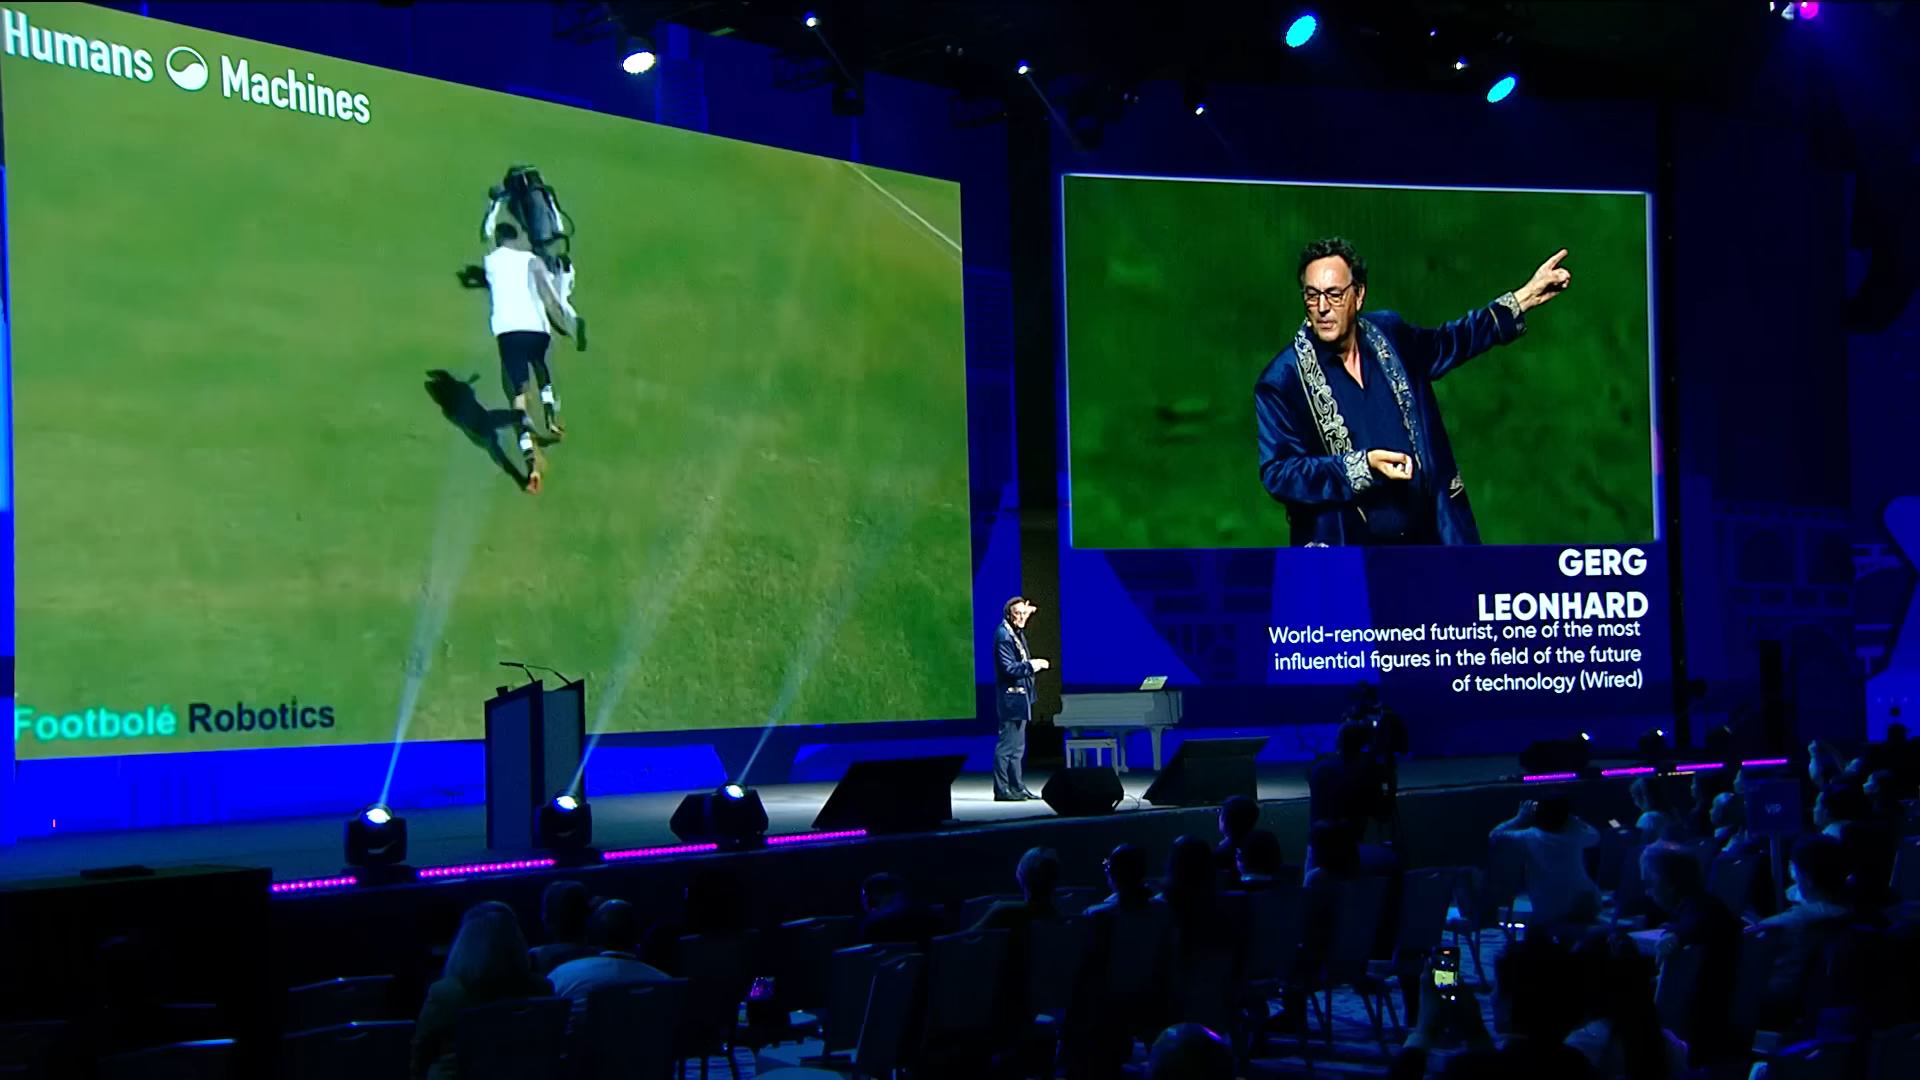 Humans Machines
Footbolé Robotics
GERG
LEONHARD
World-renowned futurist, one of the most
influential figures in the field of the future
of technology (Wired)
VIP